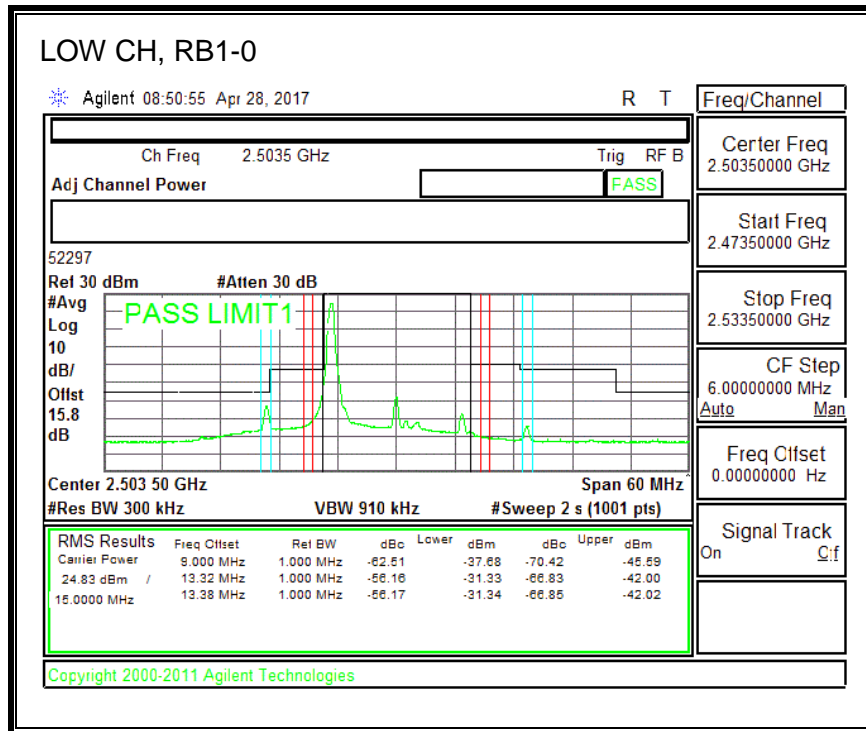 LOW CH, RB1-0
Agilent 08:50:55 Apr 28, 2017 R T
Freq/Channel
Ch Freq 2.5035 GHz Trig RF B
Adj Channel Power FASS
Center Freq
2.50350000 GHz
Start Freq
2.47350000 GHz
52297
Ref 30 dBm #Atten 30 dB
#Avg
Log
10
dB/
Offst
15.8
dB
PASS LIMIT1
Stop Freq
2.53350000 GHz
CF Step
6.00000000 MHz
Auto Man
Freq Offset
0.00000000 Hz
Center 2.503 50 GHz Span 60 MHz
#Res BW 300 kHz VBW 910 kHz #Sweep 2 s (1001 pts)
Signal Track
On Off
RMS Results Freq Offset Ref BW dBc Lower dBm dBc Upper dBm
Carrier Power 9.000 MHz 1.000 MHz -62.51 -37.68 -70.42 -45.59
24.83 dBm / 13.32 MHz 1.000 MHz -56.16 -31.33 -66.83 -42.00
15.0000 MHz 13.38 MHz 1.000 MHz -56.17 -31.34 -66.85 -42.02
Copyright 2000-2011 Agilent Technologies